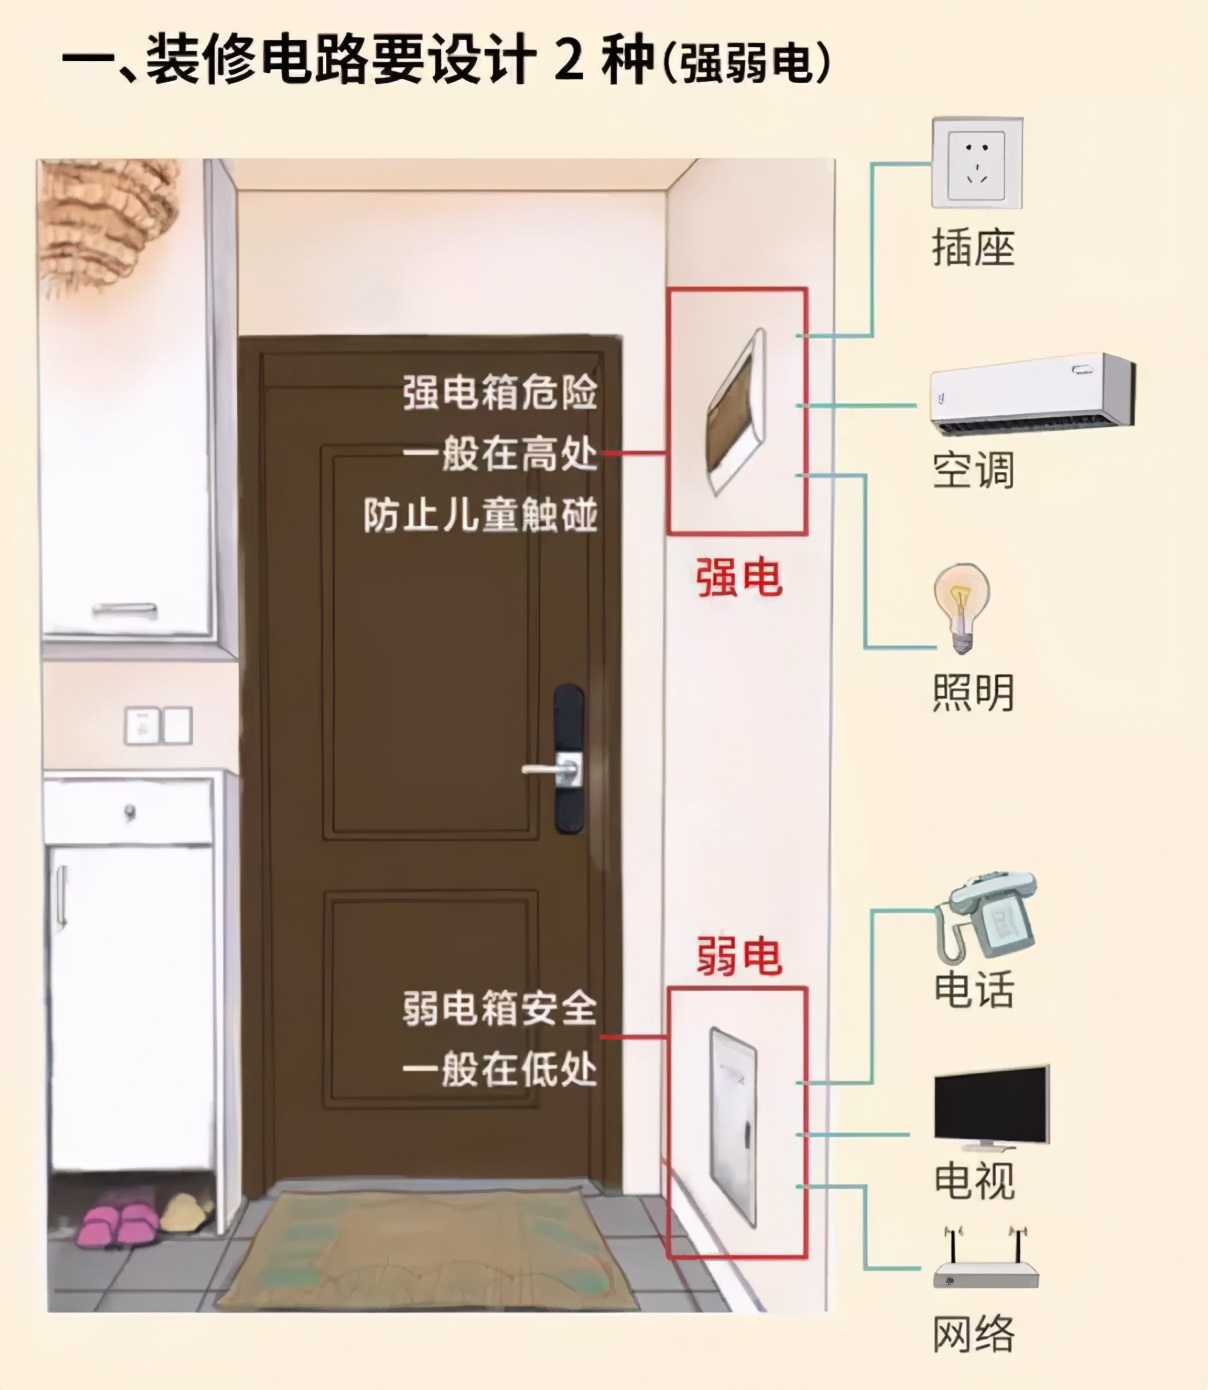 一、装修电路要设计 2 种(强弱电)
插座
强电箱危险
一般在高处
防止儿童触碰
空调
强电
照明
弱电
电话
弱电箱安全
一般在低处
电视
网络